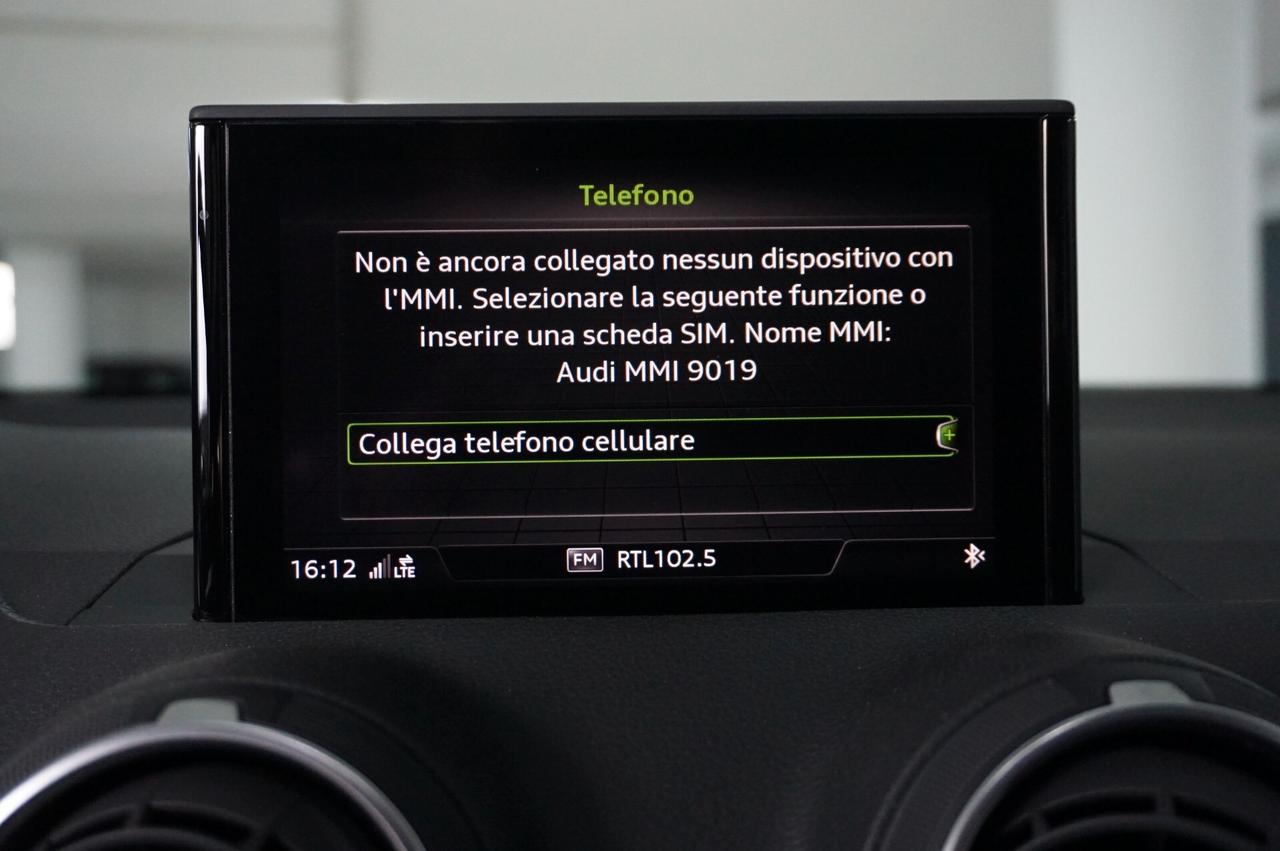 Telefono
Non è ancora collegato nessun dispositivo con
l'MMI. Selezionare la seguente funzione o
inserire una scheda SIM. Nome MMI:
Audi MMI 9019
Collega telefono cellulare
16:12 LTE FM RTL102.5